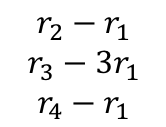 r₂ − r₁
r₃ − 3r₁
r₄ − r₁